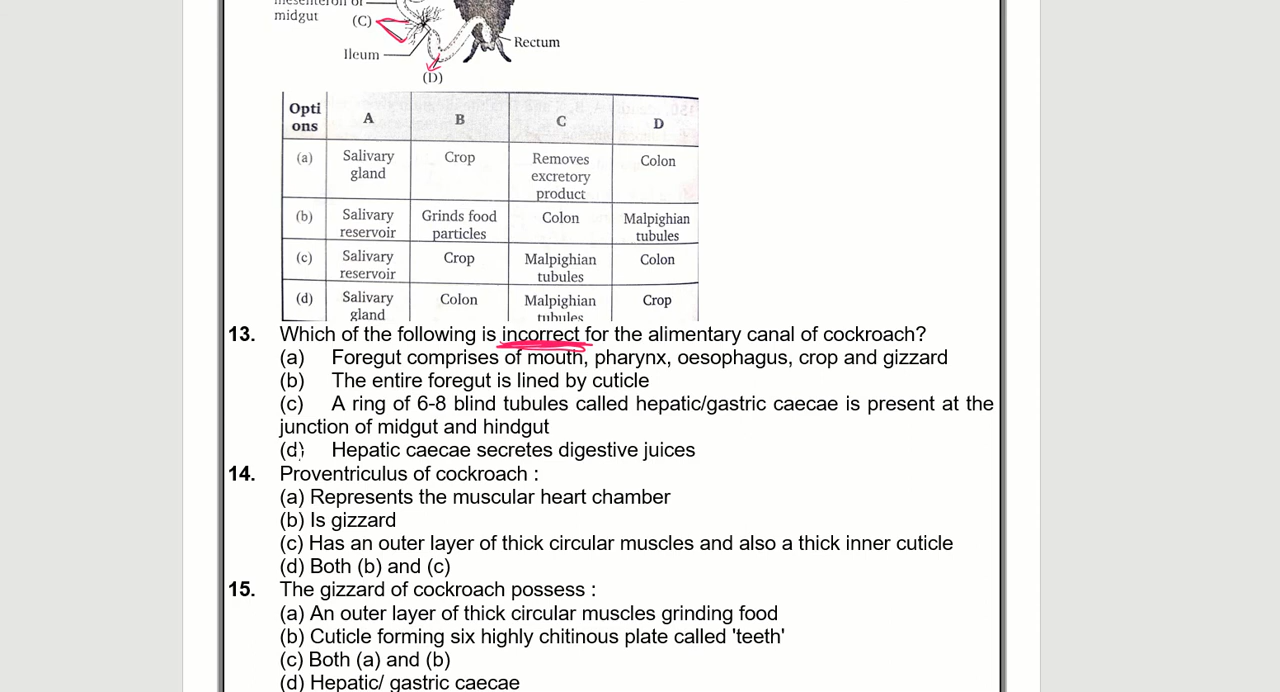 midgut
(C)
Ileum
Rectum
(D)
Opti
ons
A
B
C
D
(a)
Salivary
gland
Crop
Removes
excretory
product
Colon
(b)
Salivary
reservoir
Grinds food
particles
Colon
Malpighian
tubules
(c)
Salivary
reservoir
Crop
Malpighian
tubules
Colon
(d)
Salivary
gland
Colon
Malpighian
tubules
Crop
13. Which of the following is incorrect for the alimentary canal of cockroach?
(a) Foregut comprises of mouth, pharynx, oesophagus, crop and gizzard
(b) The entire foregut is lined by cuticle
(c) A ring of 6-8 blind tubules called hepatic/gastric caecae is present at the
junction of midgut and hindgut
(d) Hepatic caecae secretes digestive juices
14. Proventriculus of cockroach :
(a) Represents the muscular heart chamber
(b) Is gizzard
(c) Has an outer layer of thick circular muscles and also a thick inner cuticle
(d) Both (b) and (c)
15. The gizzard of cockroach possess :
(a) An outer layer of thick circular muscles grinding food
(b) Cuticle forming six highly chitinous plate called 'teeth'
(c) Both (a) and (b)
(d) Hepatic/ gastric caecae